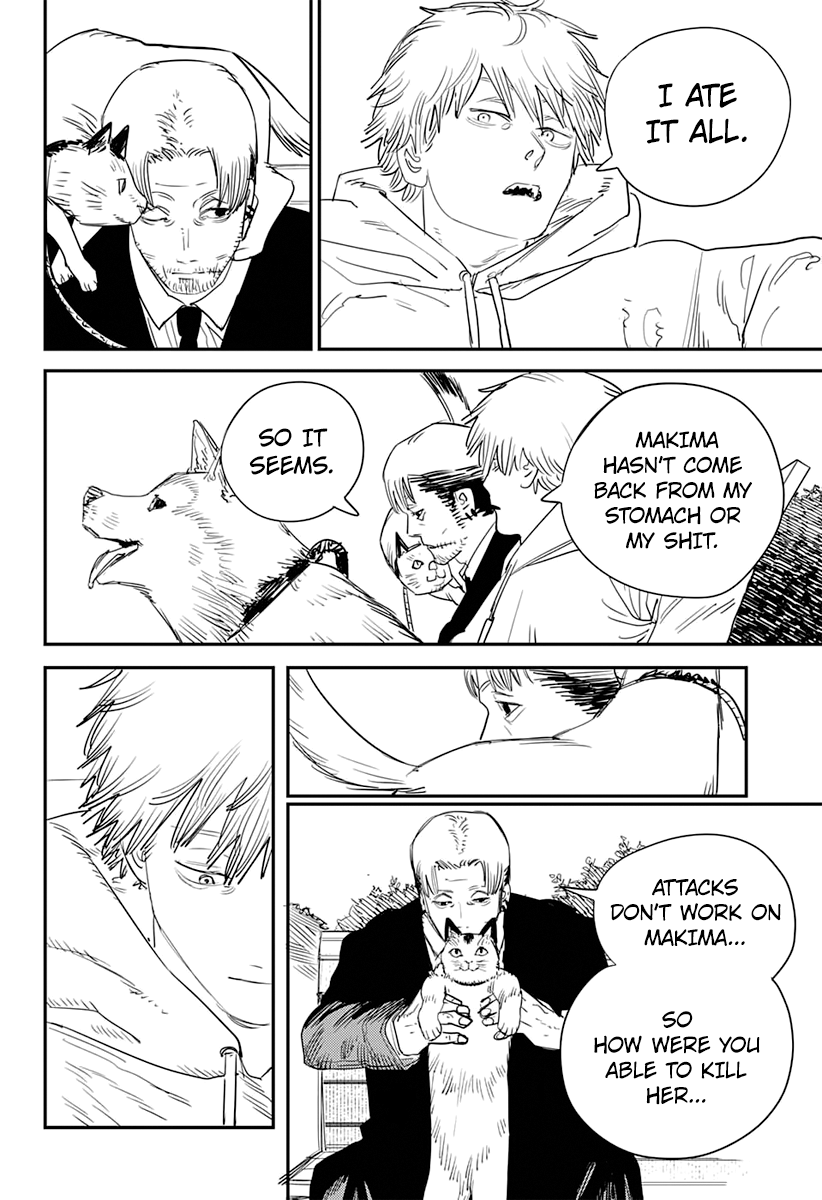 I ATE
IT ALL.
MAKIMA
HASN'T COME
BACK FROM MY
STOMACH OR
MY SHIT.
SO IT
SEEMS.
ATTACKS
DON'T WORK ON
MAKIMA...
SO
HOW WERE YOU
ABLE TO KILL
HER...